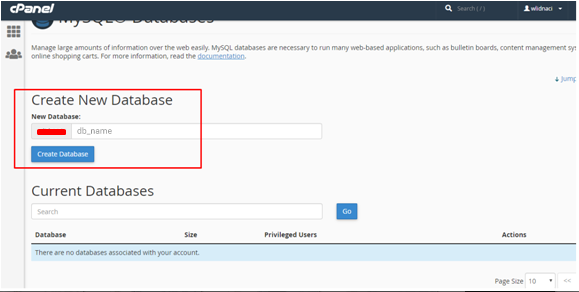 cPanel
Search ( / )
wlidnaci
MySQL® Databases
Manage large amounts of information over the web easily. MySQL databases are necessary to run many web-based applications, such as bulletin boards, content management sys
online shopping carts. For more information, read the documentation.
Jump
Create New Database
New Database:
db_name
Create Database
Current Databases
Search
Go
Database Size Privileged Users Actions
There are no databases associated with your account.
Page Size 10 <<